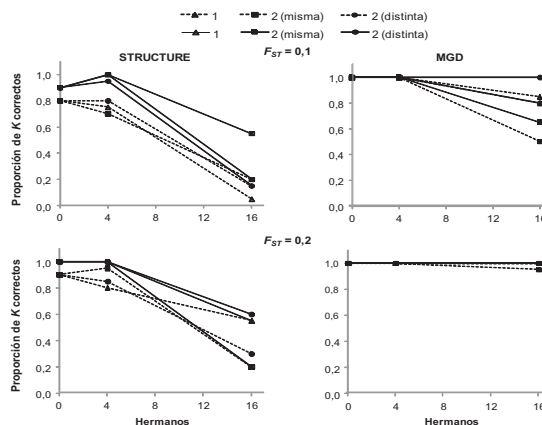 1 2 (misma) 2 (distinta)
1 2 (misma) 2 (distinta)
STRUCTURE
F_ST = 0,1
MGD
Proporción de K correctos
1,0
0,8
0,6
0,4
0,2
0,0
0 4 8 12 16
1,0
0,8
0,6
0,4
0,2
0,0
0 4 8 12 16
F_ST = 0,2
Proporción de K correctos
1,0
0,8
0,6
0,4
0,2
0,0
0 4 8 12 16
Hermanos
1,0
0,8
0,6
0,4
0,2
0,0
0 4 8 12 16
Hermanos